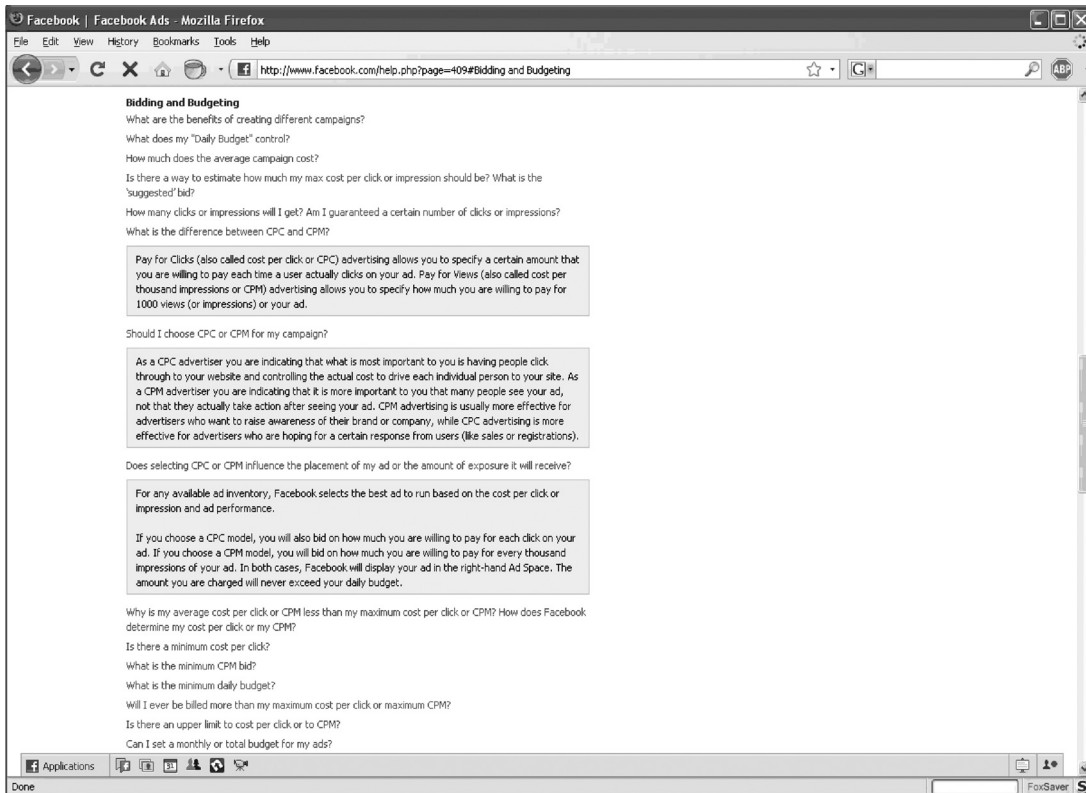 Facebook | Facebook Ads - Mozilla Firefox
File Edit View History Bookmarks Tools Help
http://www.facebook.com/help.php?page=409#Bidding and Budgeting
G
ABP
Bidding and Budgeting
What are the benefits of creating different campaigns?
What does my "Daily Budget" control?
How much does the average campaign cost?
Is there a way to estimate how much my max cost per click or impression should be? What is the
'suggested' bid?
How many clicks or impressions will I get? Am I guaranteed a certain number of clicks or impressions?
What is the difference between CPC and CPM?
Pay for Clicks (also called cost per click or CPC) advertising allows you to specify a certain amount that
you are willing to pay each time a user actually clicks on your ad. Pay for Views (also called cost per
thousand impressions or CPM) advertising allows you to specify how much you are willing to pay for
1000 views (or impressions) or your ad.
Should I choose CPC or CPM for my campaign?
As a CPC advertiser you are indicating that what is most important to you is having people click
through to your website and controlling the actual cost to drive each individual person to your site. As
a CPM advertiser you are indicating that it is more important to you that many people see your ad,
not that they actually take action after seeing your ad. CPM advertising is usually more effective for
advertisers who want to raise awareness of their brand or company, while CPC advertising is more
effective for advertisers who are hoping for a certain response from users (like sales or registrations).
Does selecting CPC or CPM influence the placement of my ad or the amount of exposure it will receive?
For any available ad inventory, Facebook selects the best ad to run based on the cost per click or
impression and ad performance.
If you choose a CPC model, you will also bid on how much you are willing to pay for each click on your
ad. If you choose a CPM model, you will bid on how much you are willing to pay for every thousand
impressions of your ad. In both cases, Facebook will display your ad in the right-hand Ad Space. The
amount you are charged will never exceed your daily budget.
Why is my average cost per click or CPM less than my maximum cost per click or CPM? How does Facebook
determine my cost per click or my CPM?
Is there a minimum cost per click?
What is the minimum CPM bid?
What is the minimum daily budget?
Will I ever be billed more than my maximum cost per click or maximum CPM?
Is there an upper limit to cost per click or to CPM?
Can I set a monthly or total budget for my ads?
Applications 31
Done FoxSaver S